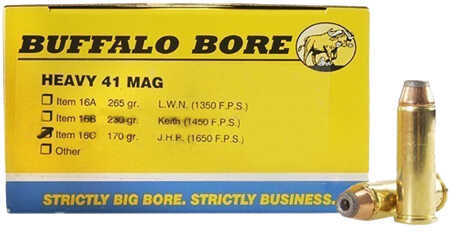 BUFFALO BORE
HEAVY 41 MAG
Item 16A 265 gr. L.W.N. (1350 F.P.S.)
Item 16B 230 gr. Keith (1450 F.P.S.)
Item 16C 170 gr. J.H.P. (1650 F.P.S.)
Other
STRICTLY BIG BORE. STRICTLY BUSINESS.